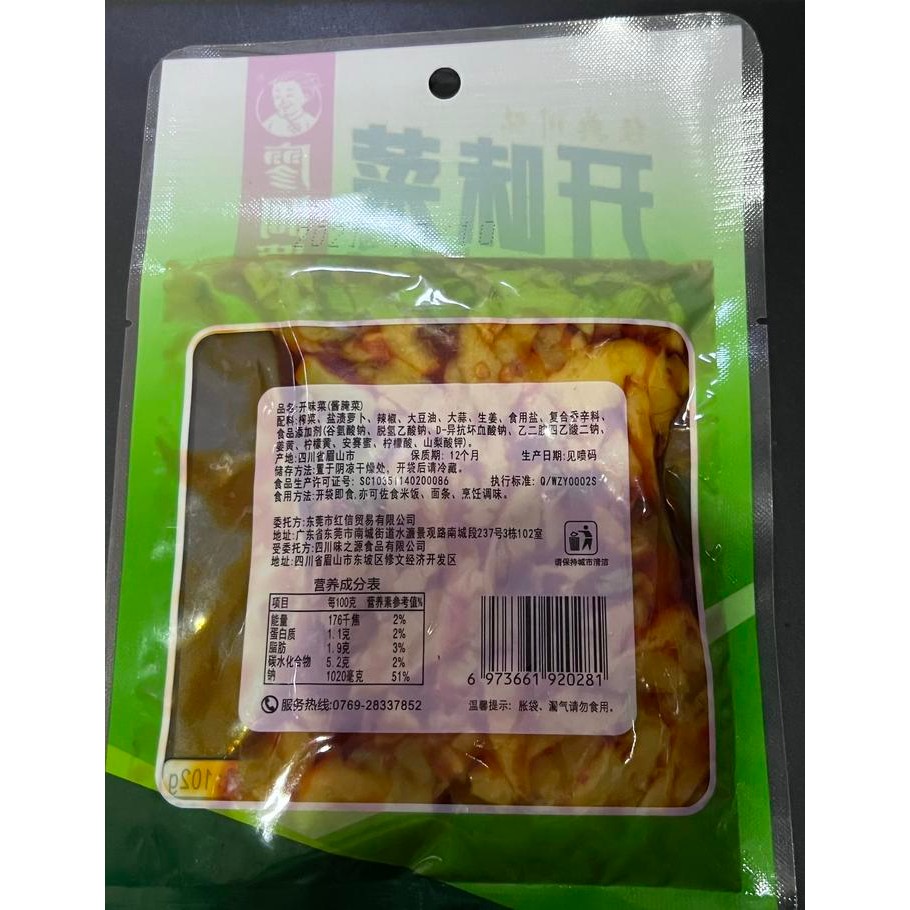 开味菜
廖
品名:开味菜(酱腌菜)
配料:榨菜、盐渍萝卜、辣椒、大豆油、大蒜、生姜、食用盐、复合香辛料、
食品添加剂(谷氨酸钠、脱氢乙酸钠、D-异抗坏血酸钠、乙二胺四乙酸二钠、
姜黄、柠檬黄、安赛蜜、柠檬酸、山梨酸钾)。
产地:四川省眉山市 保质期: 12个月 生产日期:见喷码
储存方法:置于阴凉干燥处，开袋后请冷藏。
食品生产许可证号: SC10351140200086 执行标准: Q/WZY0002S
食用方法:开袋即食,亦可佐食米饭、面条、烹饪调味。
委托方:东莞市红信贸易有限公司
地址:广东省东莞市南城街道水濂景观路南城段237号3栋102室
受委托方:四川味之源食品有限公司
地址:四川省眉山市东坡区修文经济开发区
请保持城市清洁
营养成分表
项目 每100克 营养素参考值%
能量 176千焦 2%
蛋白质 1.1克 2%
脂肪 1.9克 3%
碳水化合物 5.2克 2%
钠 1020毫克 51%
6 973661 920281
服务热线:0769-28337852
温馨提示: 胀袋、漏气请勿食用。
102g